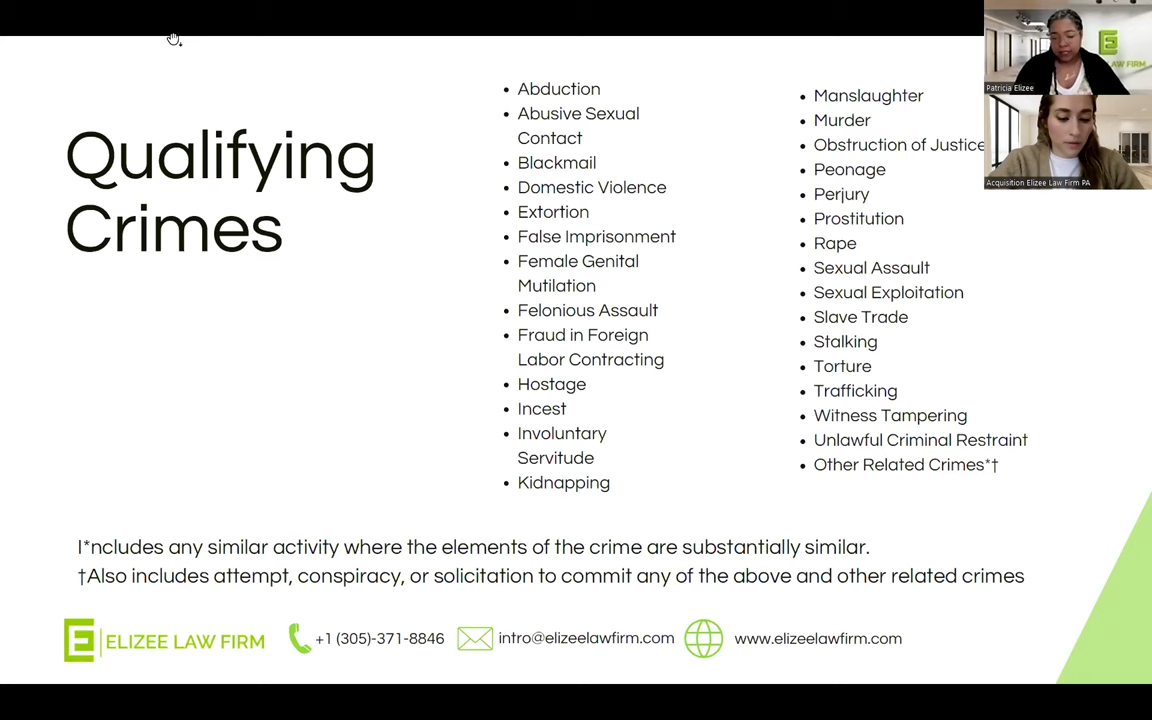 Qualifying
Crimes
Abduction
Abusive Sexual
Contact
Blackmail
Domestic Violence
Extortion
False Imprisonment
Female Genital
Mutilation
Felonious Assault
Fraud in Foreign
Labor Contracting
Hostage
Incest
Involuntary
Servitude
Kidnapping
Manslaughter
Murder
Obstruction of Justice
Peonage
Perjury
Prostitution
Rape
Sexual Assault
Sexual Exploitation
Slave Trade
Stalking
Torture
Trafficking
Witness Tampering
Unlawful Criminal Restraint
Other Related Crimes*†
I*ncludes any similar activity where the elements of the crime are substantially similar.
†Also includes attempt, conspiracy, or solicitation to commit any of the above and other related crimes
E ELIZEE LAW FIRM
+1 (305)-371-8846
intro@elizeelawfirm.com
www.elizeelawfirm.com
E
LAW FIRM
Patricia Elizee
Acquisition Elizee Law Firm PA